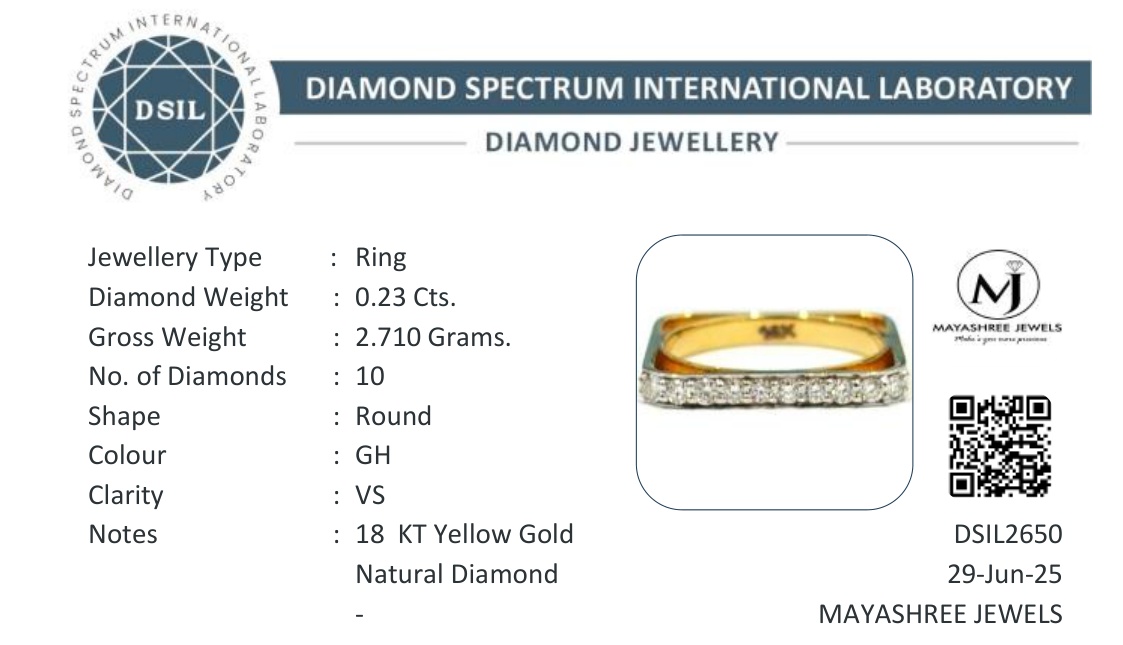 DIAMOND SPECTRUM INTERNATIONAL LABORATORY
DSIL
DIAMOND SPECTRUM INTERNATIONAL LABORATORY
DIAMOND JEWELLERY
Jewellery Type : Ring
Diamond Weight : 0.23 Cts.
Gross Weight : 2.710 Grams.
No. of Diamonds : 10
Shape : Round
Colour : GH
Clarity : VS
Notes : 18 KT Yellow Gold
Natural Diamond
-
MJ
MAYASHREE JEWELS
DSIL2650
29-Jun-25
MAYASHREE JEWELS